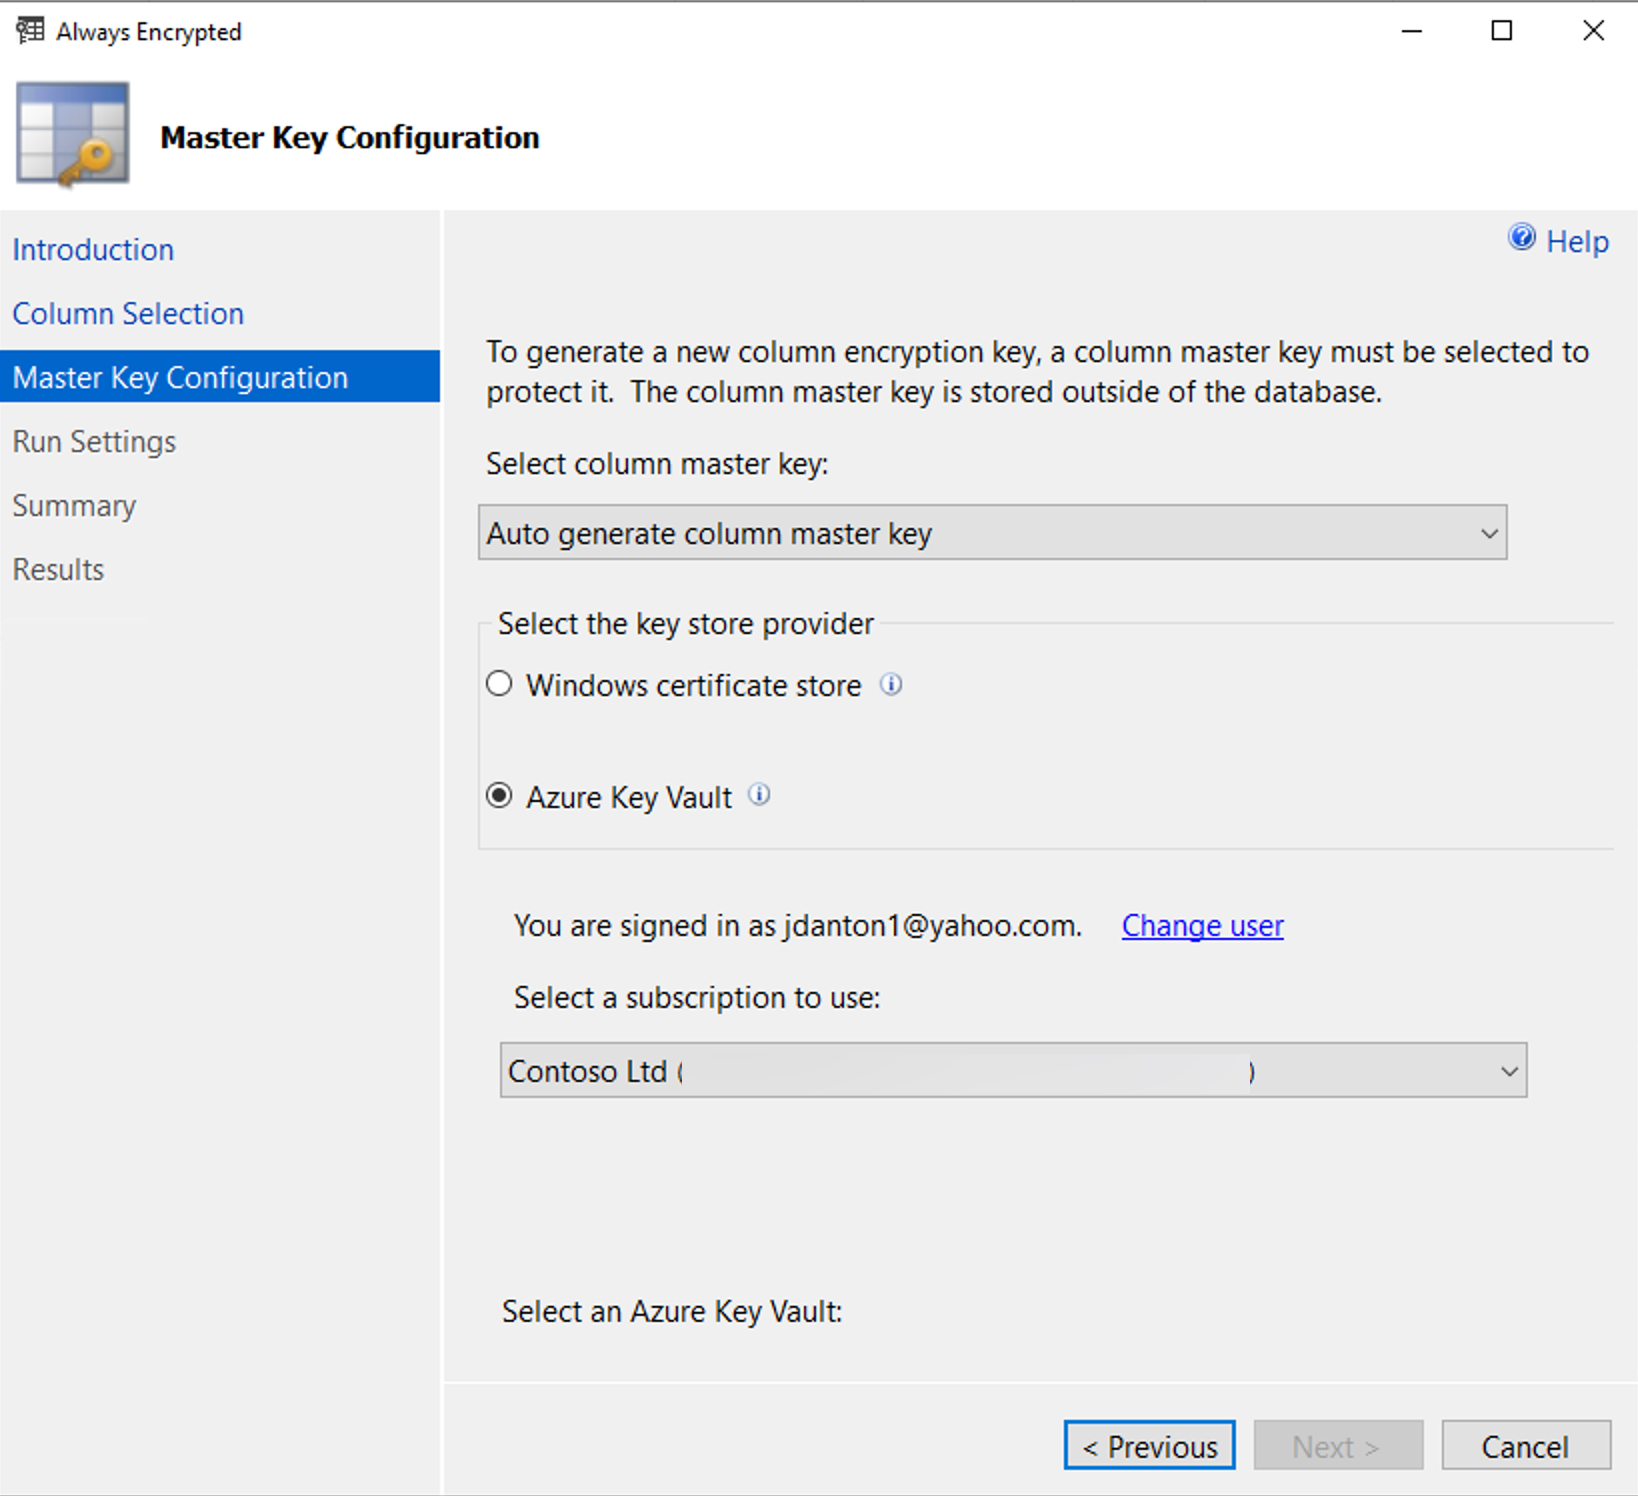 Always Encrypted
Master Key Configuration
Introduction
Column Selection
Master Key Configuration
Run Settings
Summary
Results
Help
To generate a new column encryption key, a column master key must be selected to
protect it.  The column master key is stored outside of the database.
Select column master key:
Auto generate column master key
Select the key store provider
Windows certificate store
Azure Key Vault
You are signed in as jdanton1@yahoo.com. Change user
Select a subscription to use:
Contoso Ltd ( )
Select an Azure Key Vault:
< Previous Next > Cancel